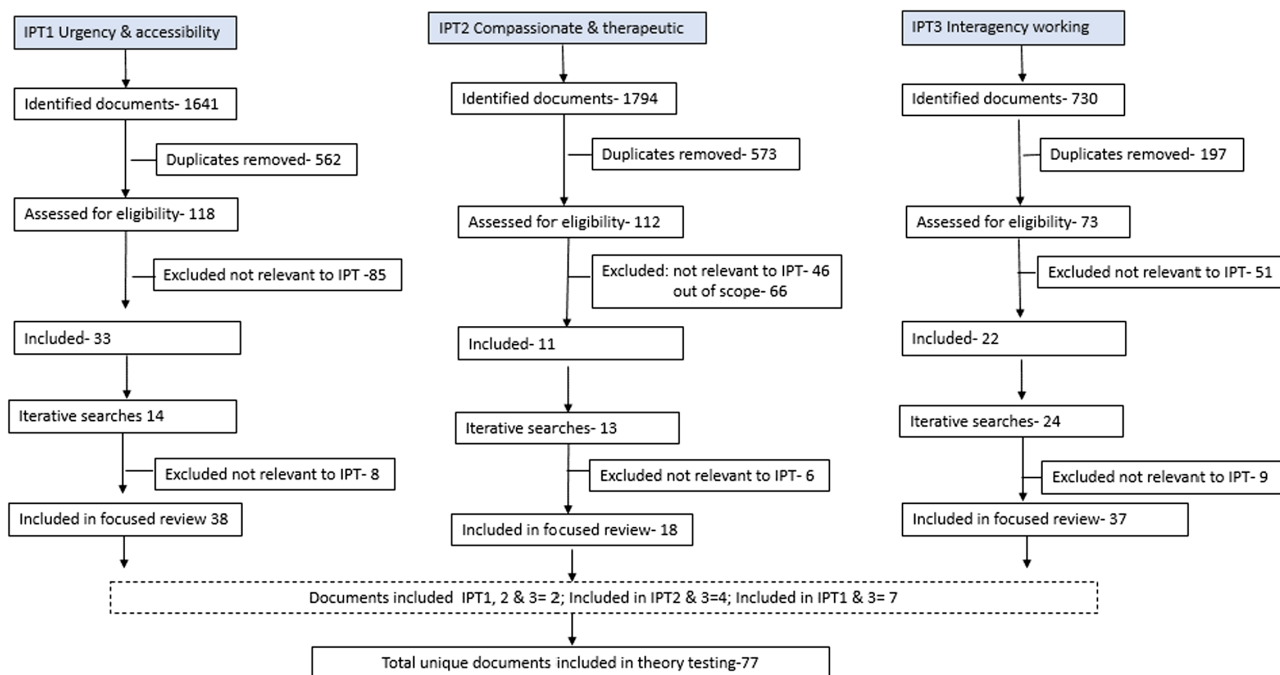 IPT1 Urgency & accessibility
Identified documents- 1641
Duplicates removed- 562
Assessed for eligibility- 118
Excluded not relevant to IPT -85
Included- 33
Iterative searches 14
Excluded not relevant to IPT- 8
Included in focused review 38
IPT2 Compassionate & therapeutic
Identified documents- 1794
Duplicates removed- 573
Assessed for eligibility- 112
Excluded: not relevant to IPT- 46
out of scope- 66
Included- 11
Iterative searches- 13
Excluded not relevant to IPT- 6
Included in focused review- 18
IPT3 Interagency working
Identified documents- 730
Duplicates removed- 197
Assessed for eligibility- 73
Excluded not relevant to IPT- 51
Included- 22
Iterative searches- 24
Excluded not relevant to IPT- 9
Included in focused review- 37
Documents included IPT1, 2 & 3= 2; Included in IPT2 & 3=4; Included in IPT1 & 3= 7
Total unique documents included in theory testing-77